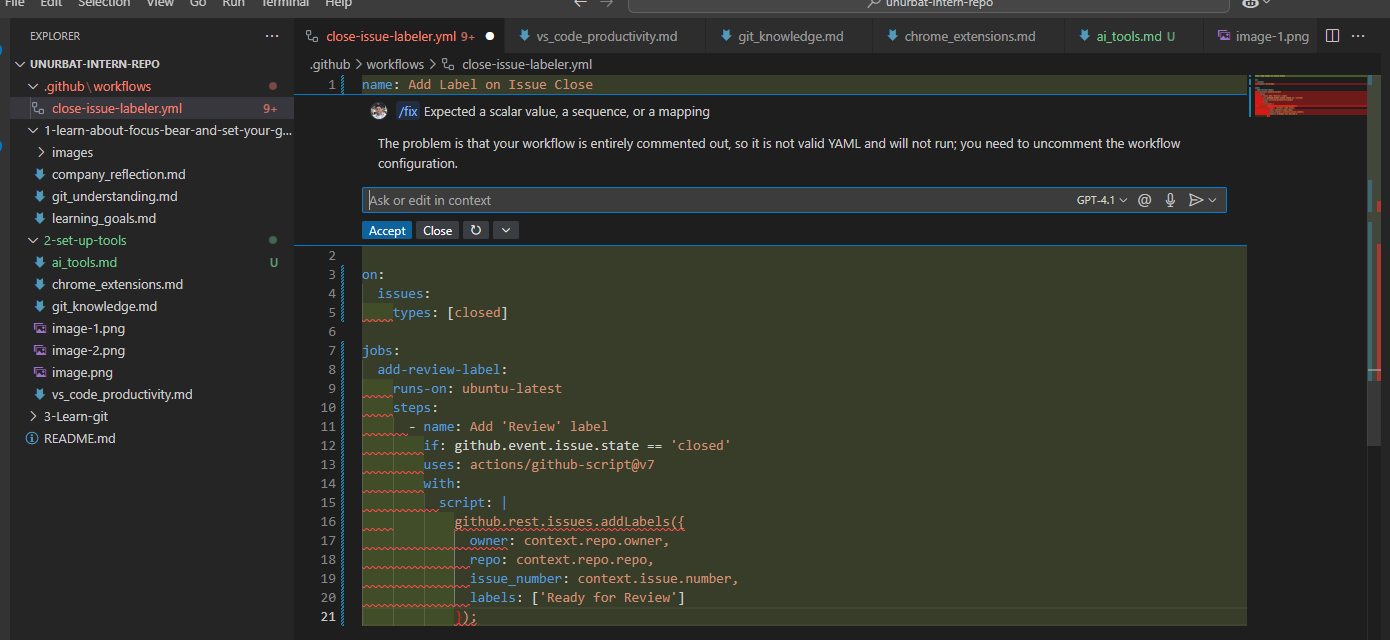 File Edit Selection View Go Run Terminal Help
unurbat-intern-repo
EXPLORER
UNURBAT-INTERN-REPO
.github\workflows
close-issue-labeler.yml 9+
1-learn-about-focus-bear-and-set-your-g...
images
company_reflection.md
git_understanding.md
learning_goals.md
2-set-up-tools
ai_tools.md U
chrome_extensions.md
git_knowledge.md
image-1.png
image-2.png
image.png
vs_code_productivity.md
3-Learn-git
README.md
close-issue-labeler.yml 9+
vs_code_productivity.md
git_knowledge.md
chrome_extensions.md
ai_tools.md U
image-1.png
.github > workflows > close-issue-labeler.yml
1 name: Add Label on Issue Close
/fix Expected a scalar value, a sequence, or a mapping
The problem is that your workflow is entirely commented out, so it is not valid YAML and will not run; you need to uncomment the workflow
configuration.
Ask or edit in context
GPT-4.1
Accept Close
2
3 on:
4 issues:
5 types: [closed]
6
7 jobs:
8 add-review-label:
9 runs-on: ubuntu-latest
10 steps:
11 - name: Add 'Review' label
12 if: github.event.issue.state == 'closed'
13 uses: actions/github-script@v7
14 with:
15 script: |
16 github.rest.issues.addLabels({
17 owner: context.repo.owner,
18 repo: context.repo.repo,
19 issue_number: context.issue.number,
20 labels: ['Ready for Review']
21 });